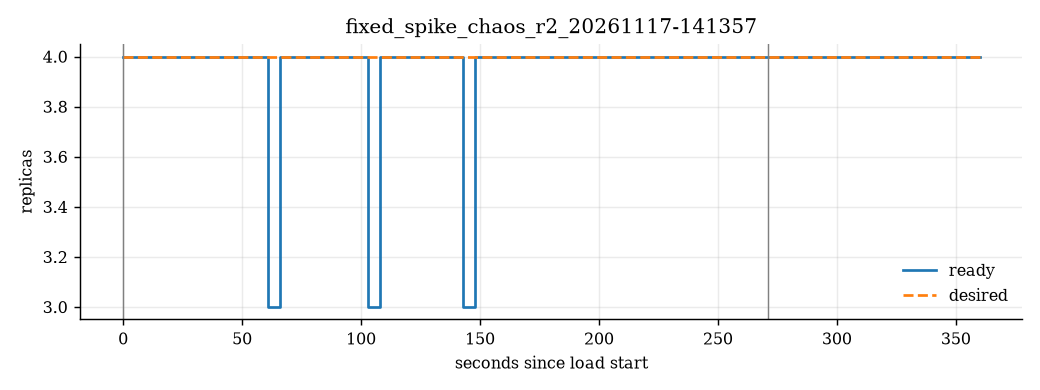 fixed_spike_chaos_r2_20261117-141357
replicas
4.0
3.8
3.6
3.4
3.2
3.0
ready
desired
0 50 100 150 200 250 300 350
seconds since load start